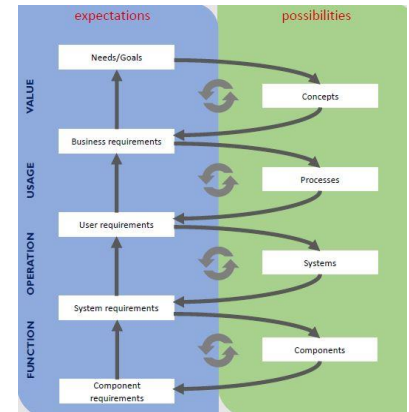 expectations
possibilities
VALUE
Needs/Goals
Concepts
USAGE
Business requirements
Processes
OPERATION
User requirements
Systems
FUNCTION
System requirements
Components
Component
requirements